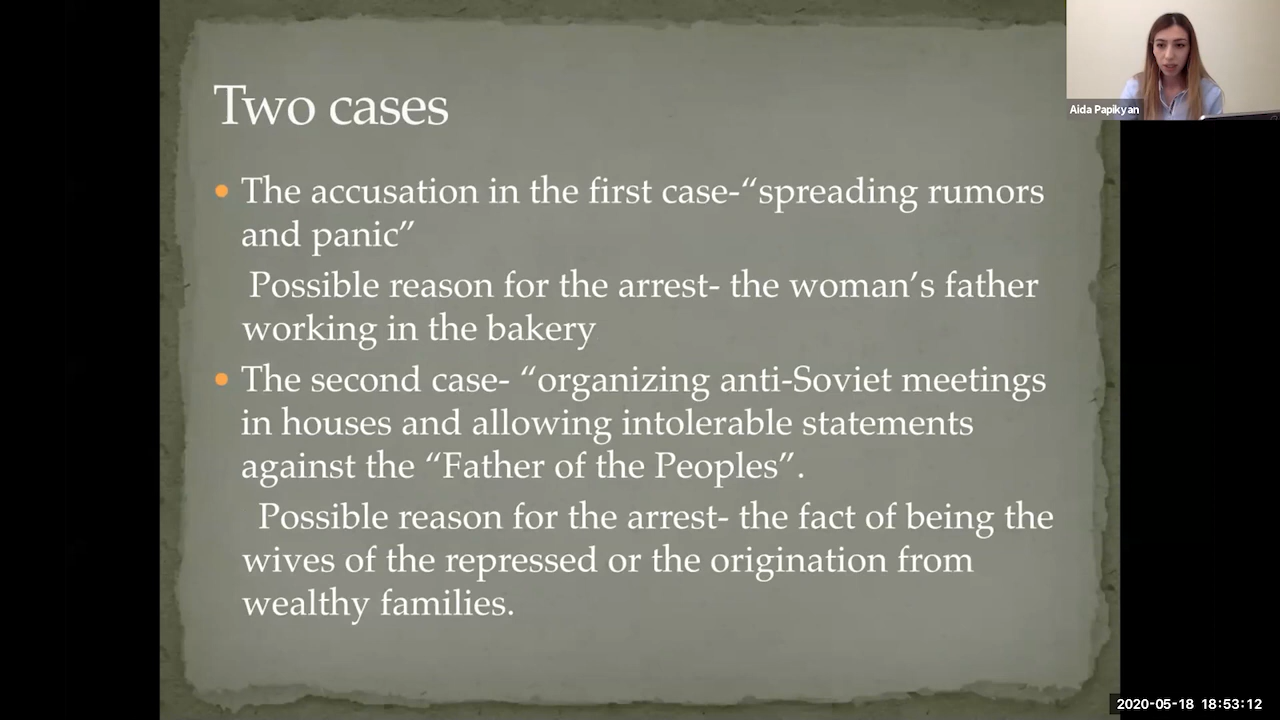 Two cases
The accusation in the first case-“spreading rumors
and panic”
Possible reason for the arrest- the woman’s father
working in the bakery
The second case- “organizing anti-Soviet meetings
in houses and allowing intolerable statements
against the “Father of the Peoples”.
Possible reason for the arrest- the fact of being the
wives of the repressed or the origination from
wealthy families.
Aida Papikyan
2020-05-18 18:53:12